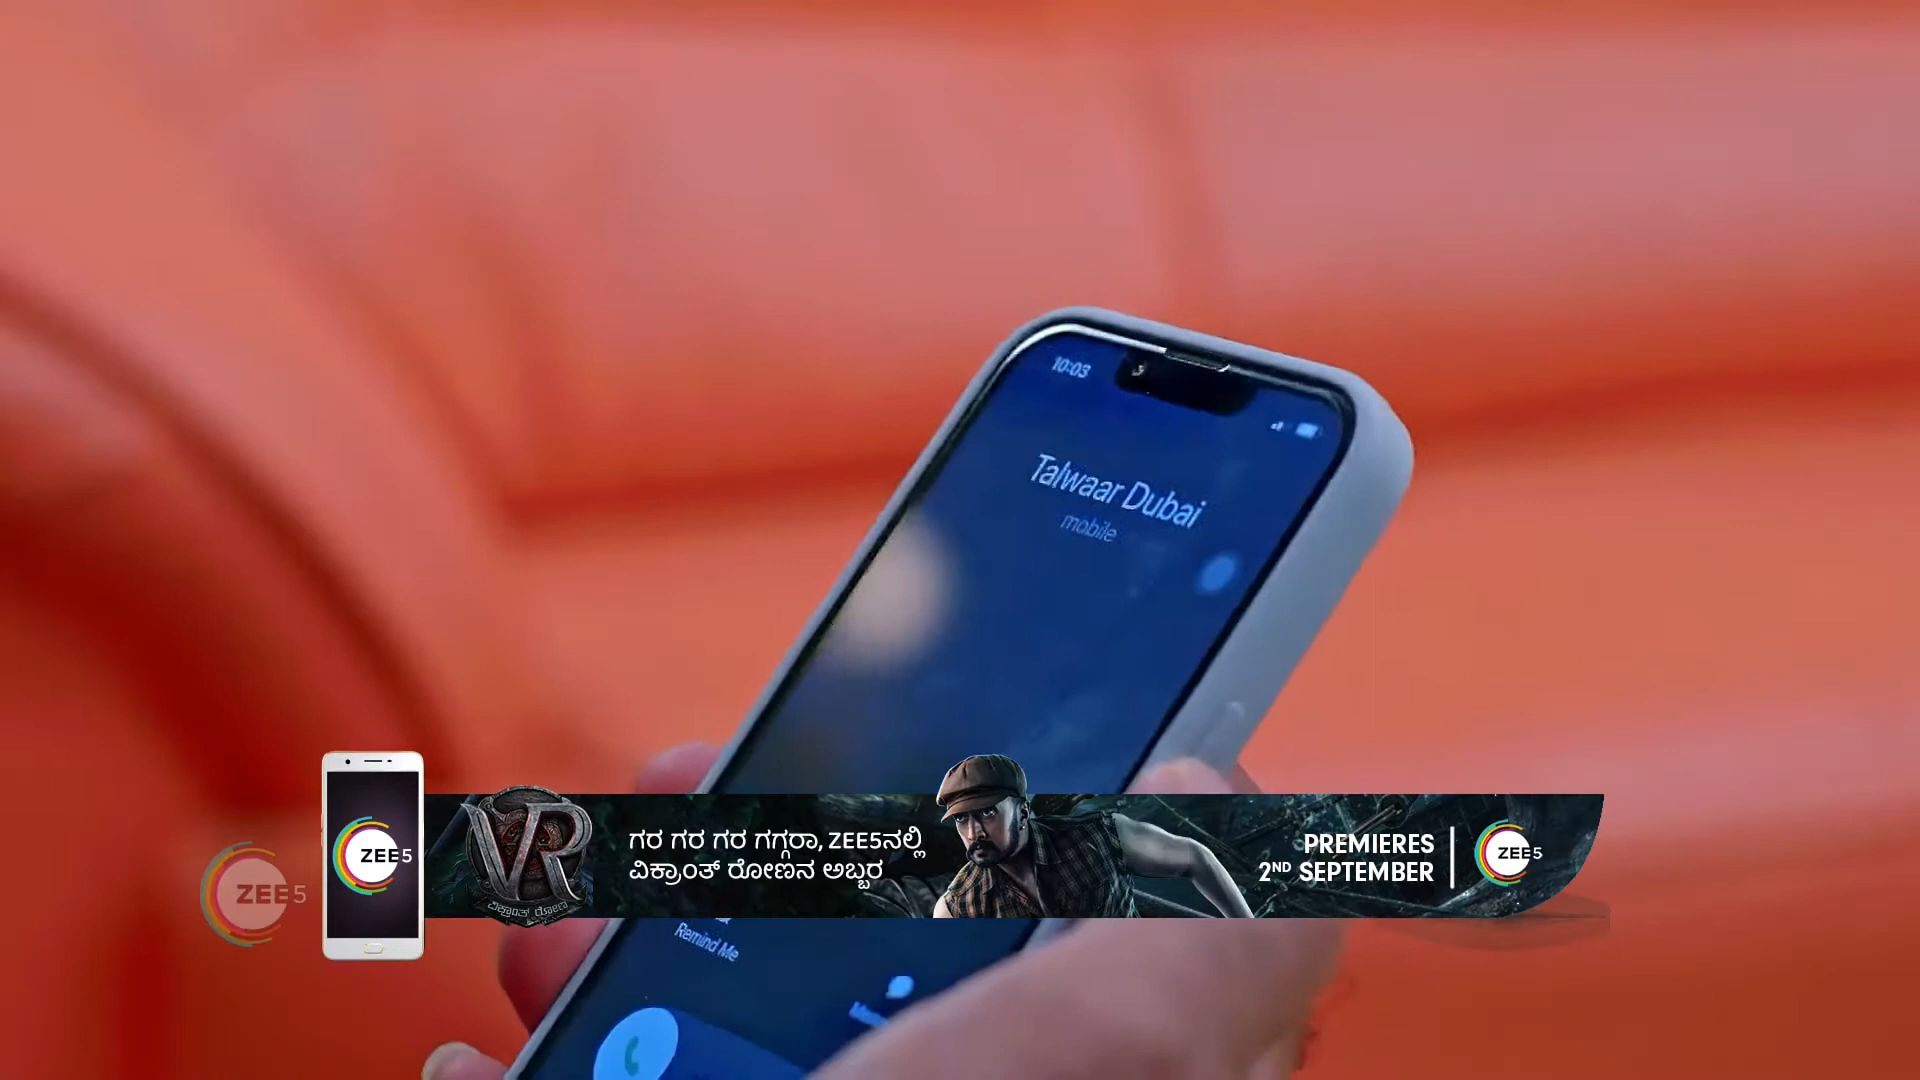 10:03
Talwaar Dubai
mobile
ZEE5
ZEE5
VR
ವಿಕ್ರಾಂತ್ ರೋಣ
ಗರ ಗರ ಗರ ಗಗ್ಗರಾ, ZEE5ನಲ್ಲಿ
ವಿಕ್ರಾಂತ್ ರೋಣನ ಅಬ್ಬರ
PREMIERES
2ND SEPTEMBER
ZEE5
Remind Me